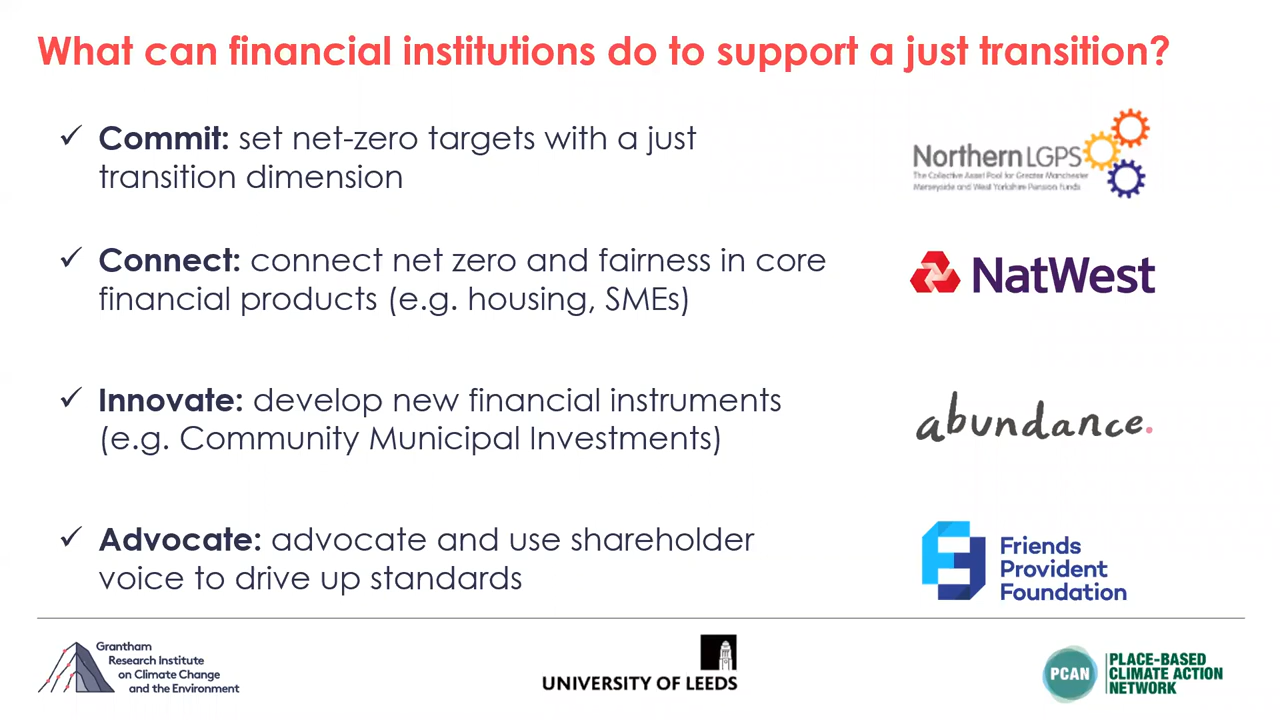 What can financial institutions do to support a just transition?
✓ Commit: set net-zero targets with a just
transition dimension
Northern LGPS
The Collective Asset Pool for Greater Manchester
Merseyside and West Yorkshire Pension Funds
✓ Connect: connect net zero and fairness in core
financial products (e.g. housing, SMEs)
NatWest
✓ Innovate: develop new financial instruments
(e.g. Community Municipal Investments)
abundance.
✓ Advocate: advocate and use shareholder
voice to drive up standards
Friends
Provident
Foundation
Grantham
Research Institute
on Climate Change
and the Environment
UNIVERSITY OF LEEDS
PCAN
PLACE-BASED
CLIMATE ACTION
NETWORK